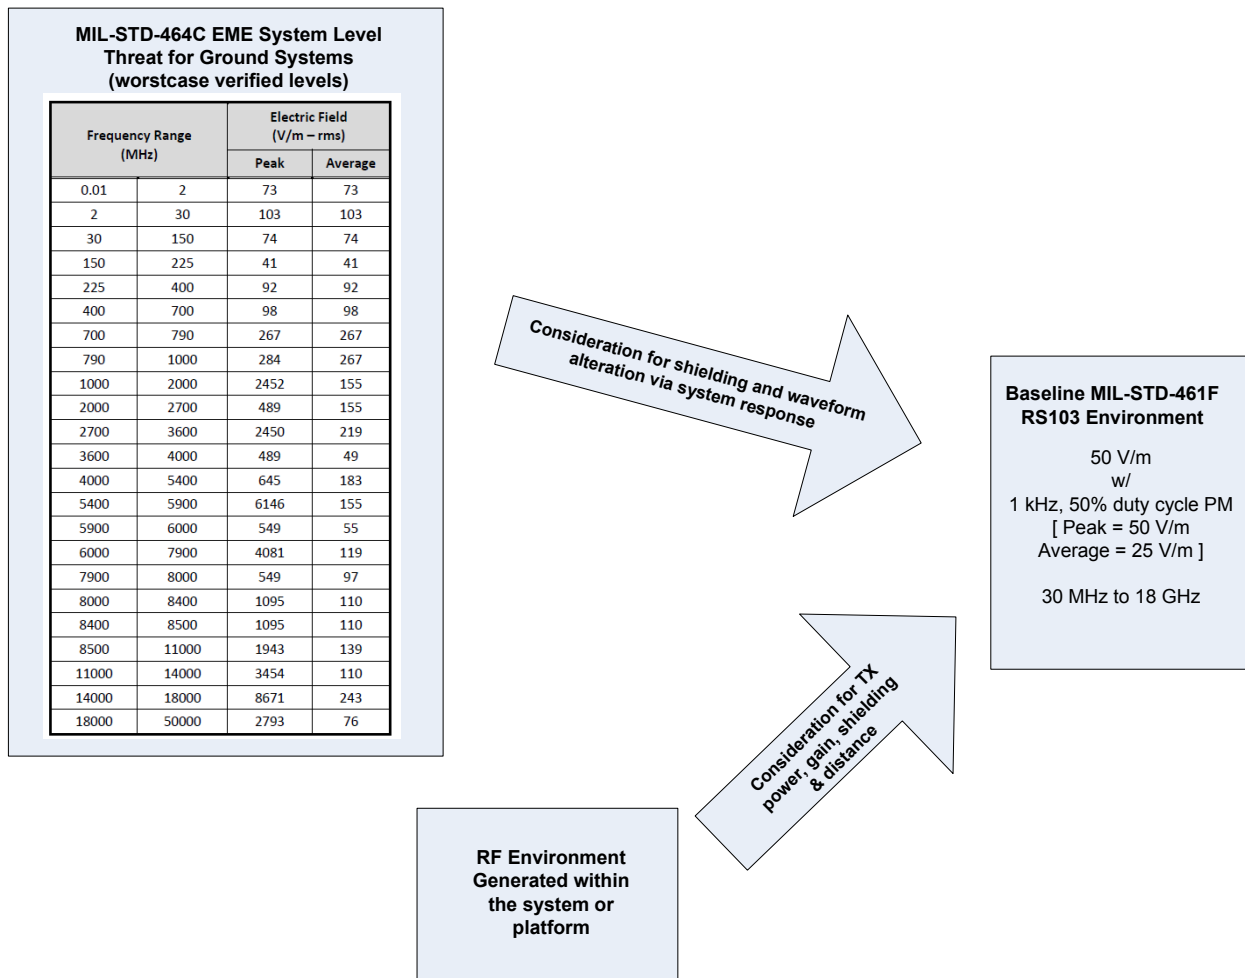 MIL-STD-464C EME System Level
Threat for Ground Systems
(worstcase verified levels)
Frequency Range
(MHz)
Electric Field
(V/m – rms)
Peak Average
0.01 2 73 73
2 30 103 103
30 150 74 74
150 225 41 41
225 400 92 92
400 700 98 98
700 790 267 267
790 1000 284 267
1000 2000 2452 155
2000 2700 489 155
2700 3600 2450 219
3600 4000 489 49
4000 5400 645 183
5400 5900 6146 155
5900 6000 549 55
6000 7900 4081 119
7900 8000 549 97
8000 8400 1095 110
8400 8500 1095 110
8500 11000 1943 139
11000 14000 3454 110
14000 18000 8671 243
18000 50000 2793 76
Consideration for shielding and waveform
alteration via system response
Baseline MIL-STD-461F
RS103 Environment
50 V/m
w/
1 kHz, 50% duty cycle PM
[ Peak = 50 V/m
Average = 25 V/m ]
30 MHz to 18 GHz
Consideration for TX
power, gain, shielding
& distance
RF Environment
Generated within
the system or
platform